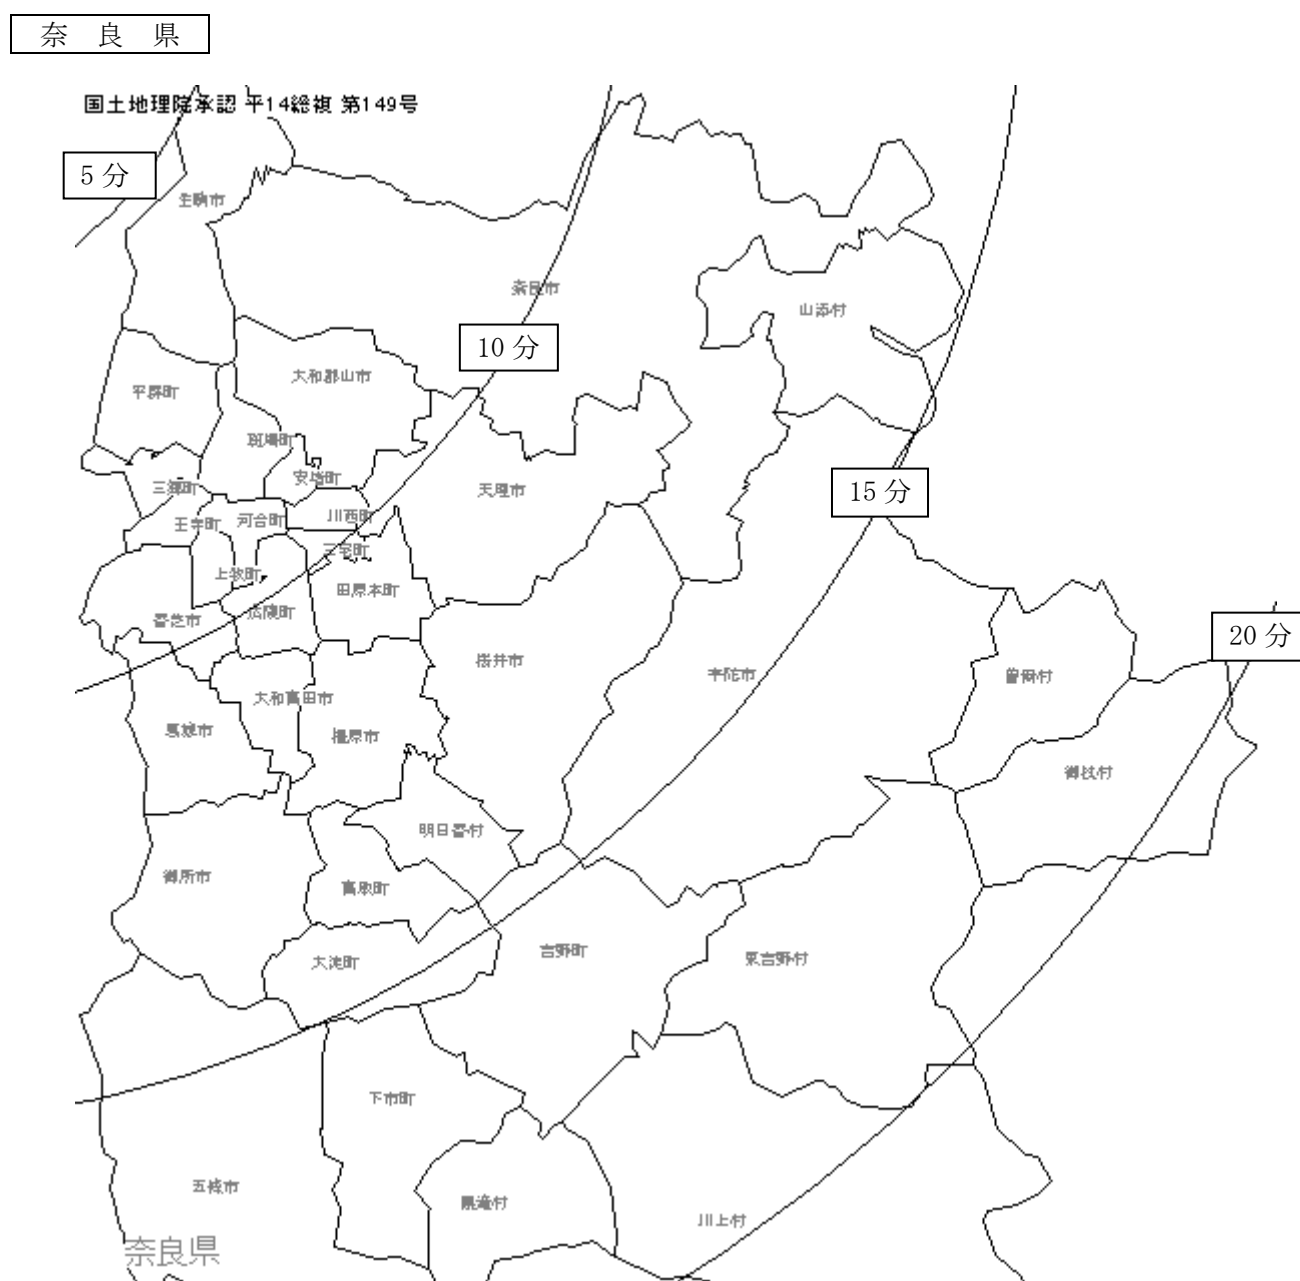 奈良県
国土地理院承認 平14総複 第149号
5分
生駒市
奈良市
山添村
10分
大和郡山市
平群町
斑鳩町
安堵町
三郷町
天理市
15分
王寺町
河合町
川西町
三宅町
上牧町
田原本町
広陵町
香芝市
20分
桜井市
宇陀市
曽爾村
大和高田市
葛城市
橿原市
御杖村
明日香村
御所市
高取町
大淀町
吉野町
東吉野村
下市町
五條市
黒滝村
川上村
奈良県